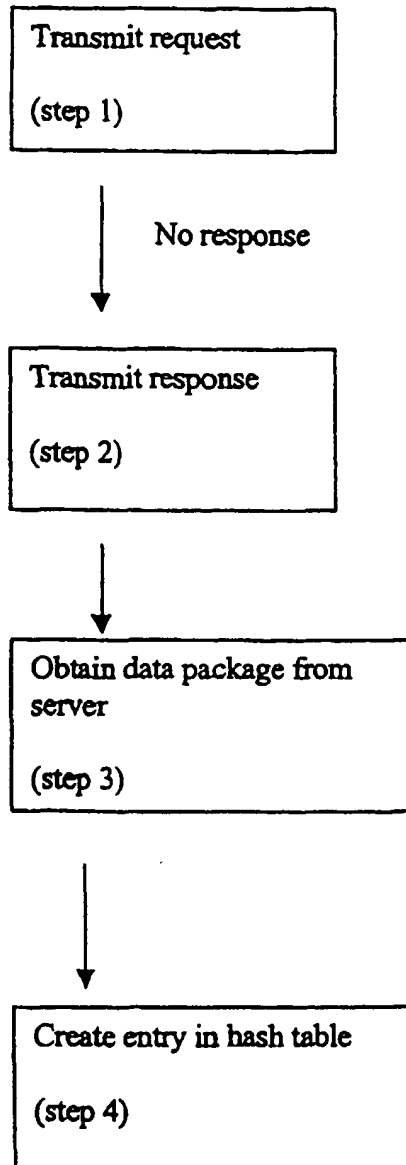 Transmit request
(step 1)
No response
Transmit response
(step 2)
Obtain data package from
server
(step 3)
Create entry in hash table
(step 4)